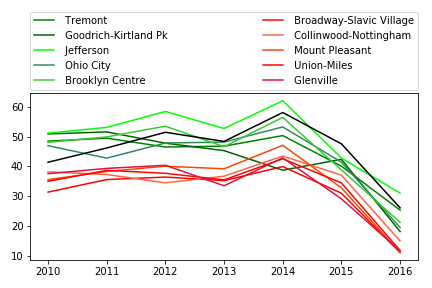 Tremont
Goodrich-Kirtland Pk
Jefferson
Ohio City
Brooklyn Centre
Broadway-Slavic Village
Collinwood-Nottingham
Mount Pleasant
Union-Miles
Glenville
60
50
40
30
20
10
2010 2011 2012 2013 2014 2015 2016